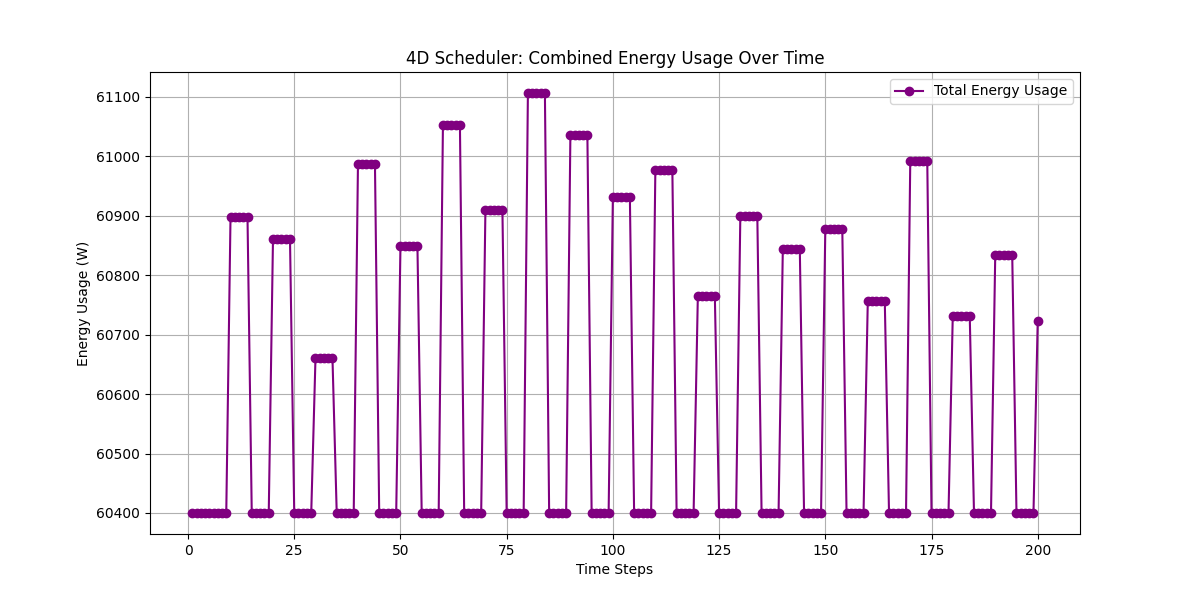 4D Scheduler: Combined Energy Usage Over Time
Total Energy Usage
Energy Usage (W)
61100
61000
60900
60800
60700
60600
60500
60400
0 25 50 75 100 125 150 175 200
Time Steps